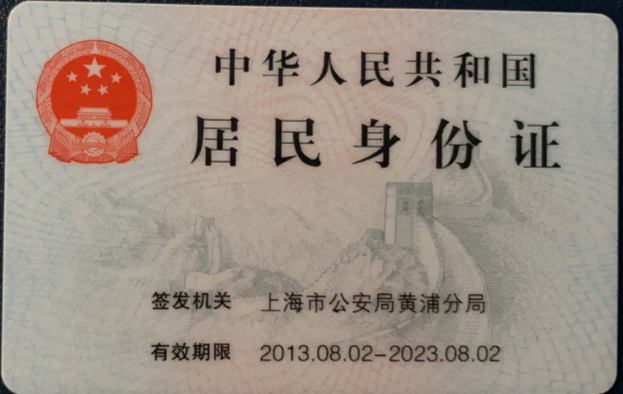 中华人民共和国
居民身份证
签发机关 上海市公安局黄浦分局
有效期限 2013.08.02-2023.08.02